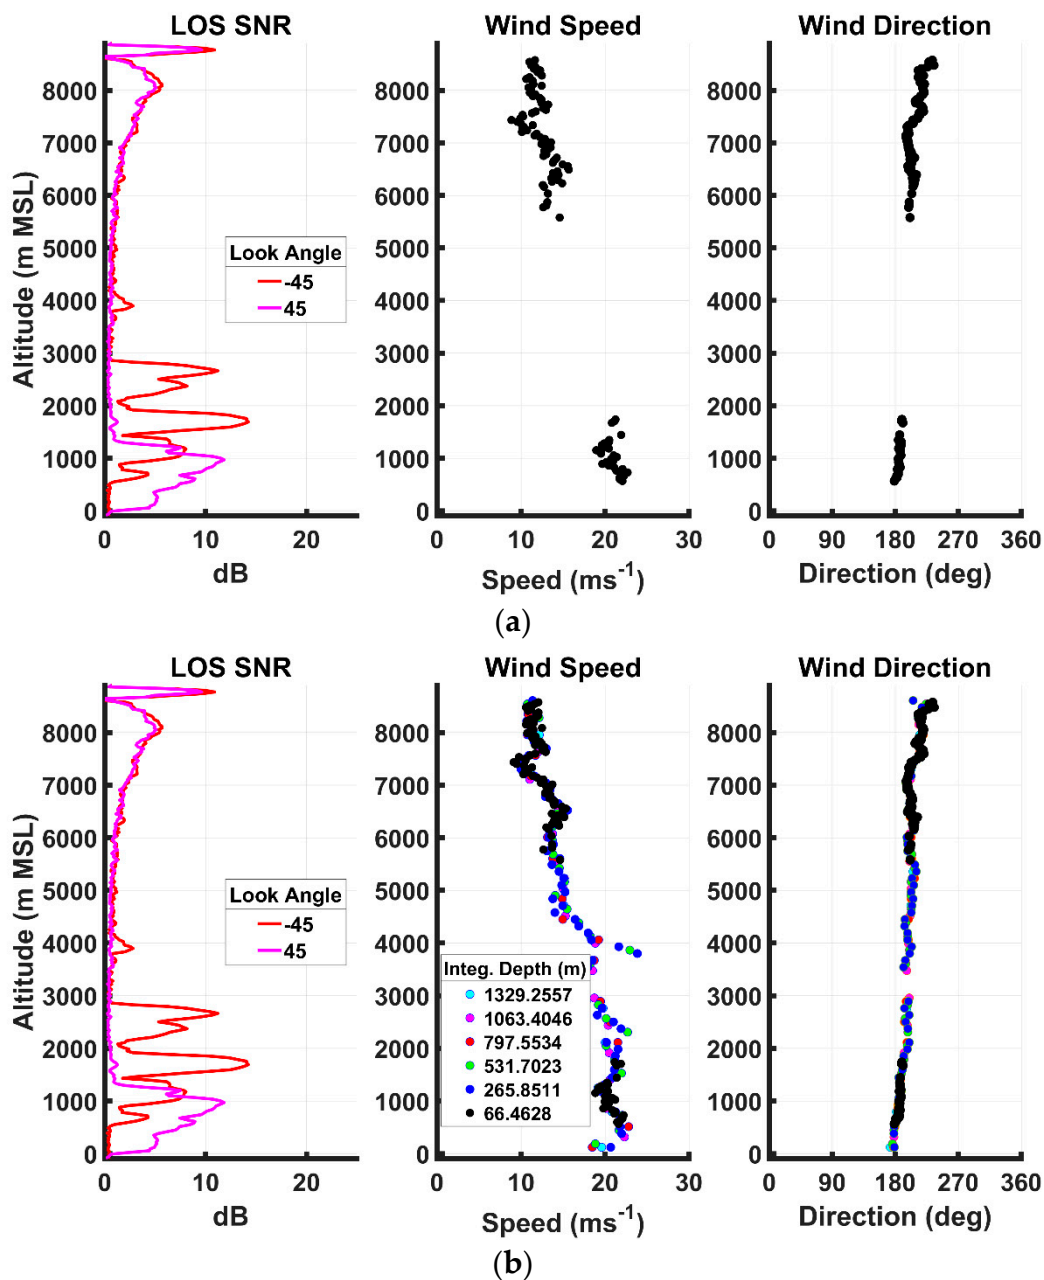 LOS SNR Wind Speed Wind Direction
Altitude (m MSL)
8000
7000
6000
5000
4000
3000
2000
1000
0
Look Angle
-45
45
0 10 20
dB
0 10 20 30
Speed (ms-1)
0 90 180 270 360
Direction (deg)
(a)
LOS SNR Wind Speed Wind Direction
Altitude (m MSL)
8000
7000
6000
5000
4000
3000
2000
1000
0
Look Angle
-45
45
Integ. Depth (m)
1329.2557
1063.4046
797.5534
531.7023
265.8511
66.4628
0 10 20
dB
0 10 20 30
Speed (ms-1)
0 90 180 270 360
Direction (deg)
(b)